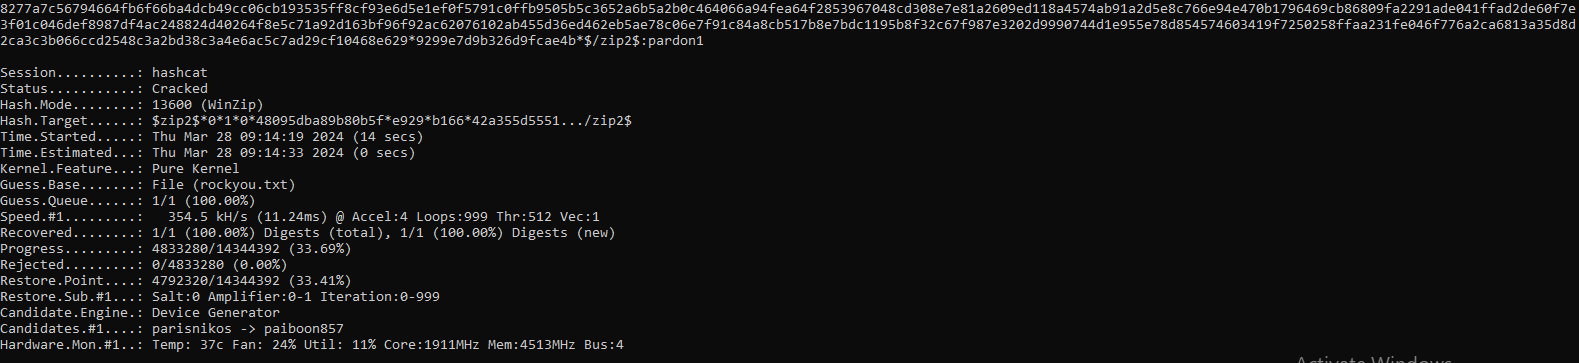 8277a7c56794664fb6f66ba4dcb49cc06cb193535ff8cf93e6d5e1ef0f5791c0ffb9505b5c3652a6b5a2b0c464066a94fea64f2853967048cd308e7e81a2609ed118a4574ab91a2d5e8c766e94e470b1796469cb86809fa2291ade041ffad2de60f7e
3f01c046def8987df4ac248824d40264f8e5c71a92d163bf96f92ac62076102ab455d36ed462eb5ae78c06e7f91c84a8cb517b8e7bdc1195b8f32c67f987e3202d9990744d1e955e78d854574603419f7250258ffaa231fe046f776a2ca6813a35d8d
2ca3c3b066ccd2548c3a2bd38c3a4e6ac5c7ad29cf10468e629*9299e7d9b326d9fcae4b*$/zip2$:pardon1
Session..........: hashcat
Status...........: Cracked
Hash.Mode........: 13600 (WinZip)
Hash.Target......: $zip2$*0*1*0*48095dba89b80b5f*e929*b166*42a355d5551.../zip2$
Time.Started.....: Thu Mar 28 09:14:19 2024 (14 secs)
Time.Estimated...: Thu Mar 28 09:14:33 2024 (0 secs)
Kernel.Feature...: Pure Kernel
Guess.Base.......: File (rockyou.txt)
Guess.Queue......: 1/1 (100.00%)
Speed.#1.........:   354.5 kH/s (11.24ms) @ Accel:4 Loops:999 Thr:512 Vec:1
Recovered........: 1/1 (100.00%) Digests (total), 1/1 (100.00%) Digests (new)
Progress.........: 4833280/14344392 (33.69%)
Rejected.........: 0/4833280 (0.00%)
Restore.Point....: 4792320/14344392 (33.41%)
Restore.Sub.#1...: Salt:0 Amplifier:0-1 Iteration:0-999
Candidate.Engine.: Device Generator
Candidates.#1....: parisnikos -> paiboon857
Hardware.Mon.#1..: Temp: 37c Fan: 24% Util: 11% Core:1911MHz Mem:4513MHz Bus:4
Activate Windows